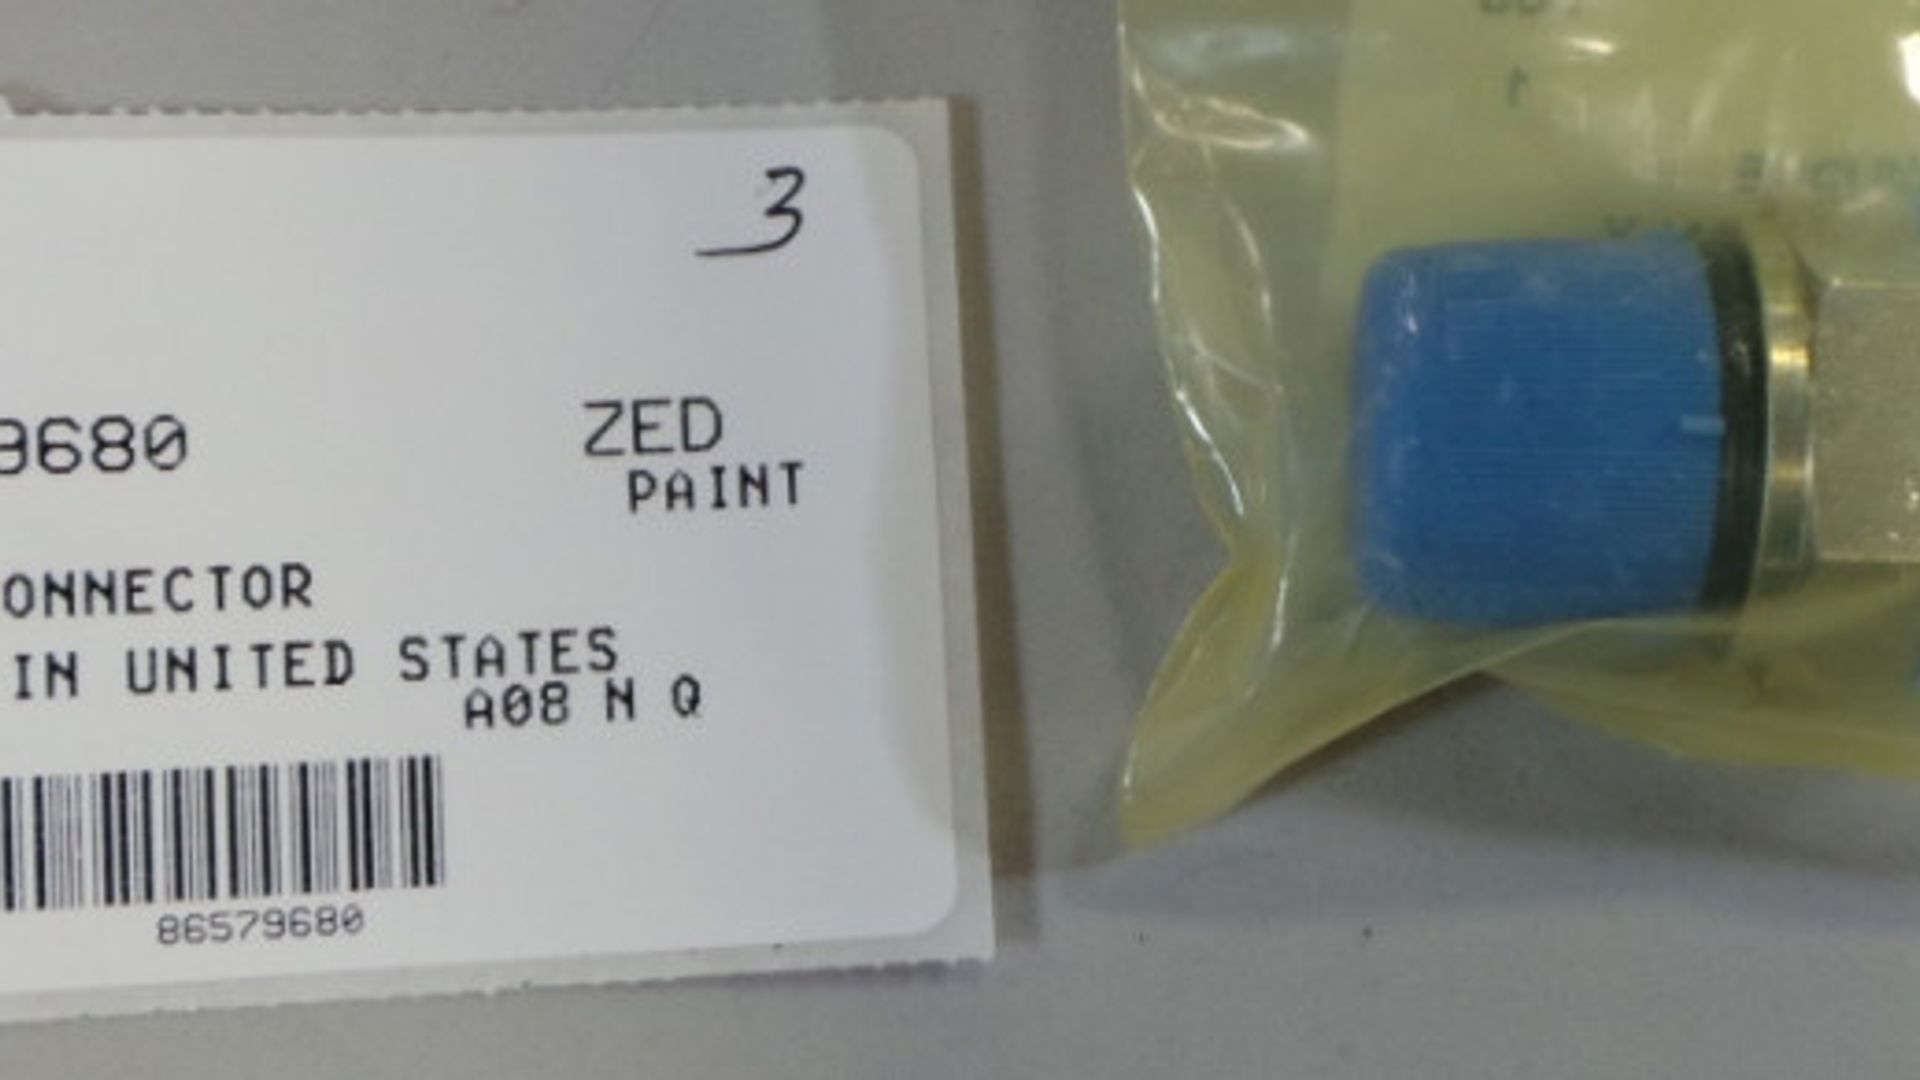 3
9680
ZED
PAINT
ONNECTOR
IN UNITED STATES
A08 N Q
86579680